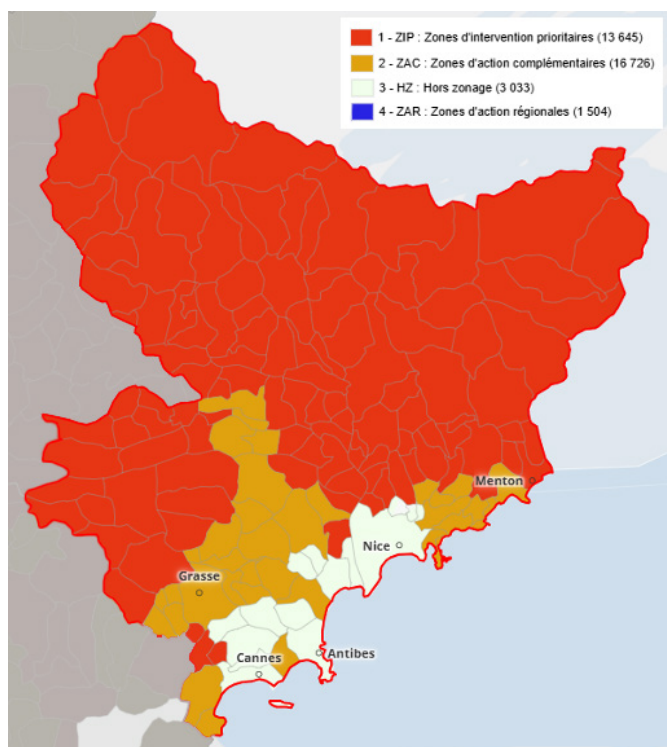 1 - ZIP : Zones d'intervention prioritaires (13 645)
2 - ZAC : Zones d'action complémentaires (16 726)
3 - HZ : Hors zonage (3 033)
4 - ZAR : Zones d'action régionales (1 504)
Menton
Nice
Grasse
Antibes
Cannes